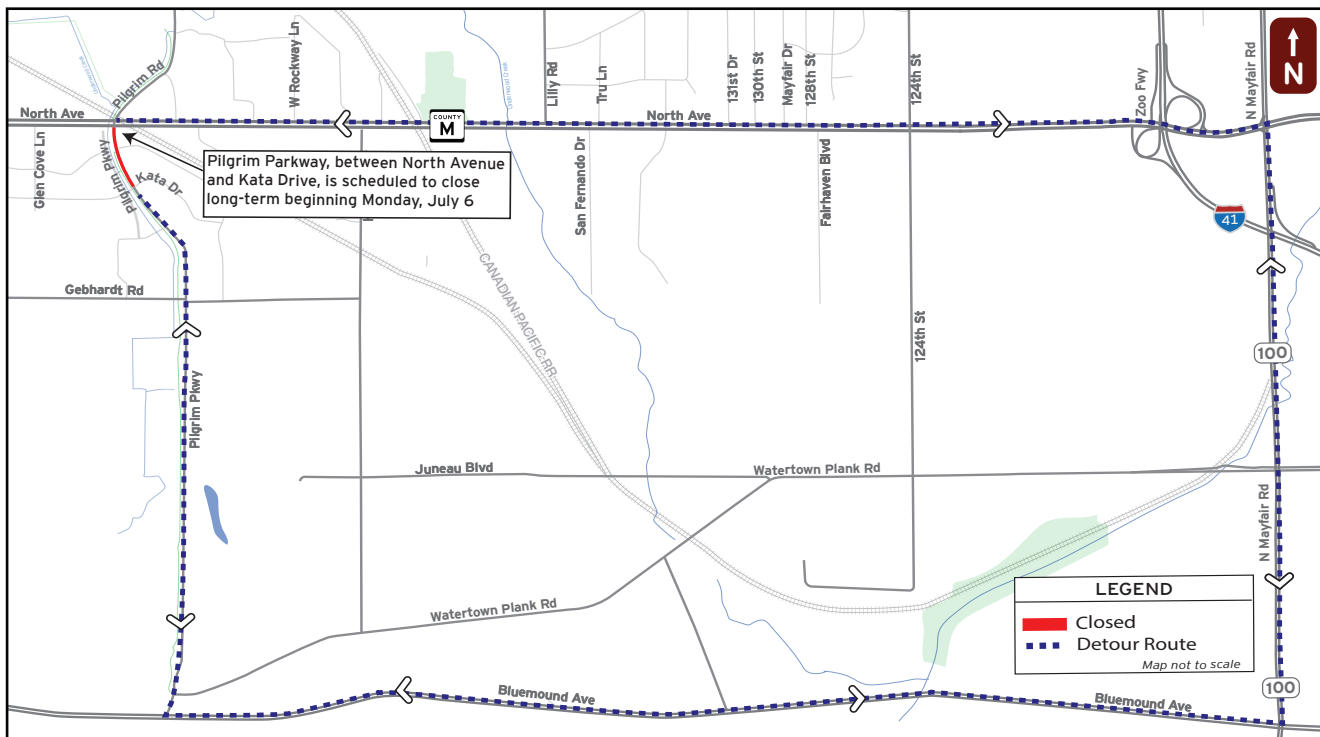 Pilgrim Rd
W Rockway Ln
Lilly Rd
Tru Ln
131st Dr
130th St
Mayfair Dr
128th St
124th St
Zoo Fwy
N Mayfair Rd
N
North Ave
COUNTY
M
North Ave
Glen Cove Ln
Pilgrim Pkwy
Kata Dr
Pilgrim Parkway, between North Avenue
and Kata Drive, is scheduled to close
long-term beginning Monday, July 6
San Fernando Dr
Fairhaven Blvd
41
CANADIAN PACIFIC RR
Gebhardt Rd
124th St
100
Pilgrim Pkwy
Juneau Blvd
Watertown Plank Rd
N Mayfair Rd
Watertown Plank Rd
LEGEND
Closed
Detour Route
Map not to scale
100
Bluemound Ave
Bluemound Ave